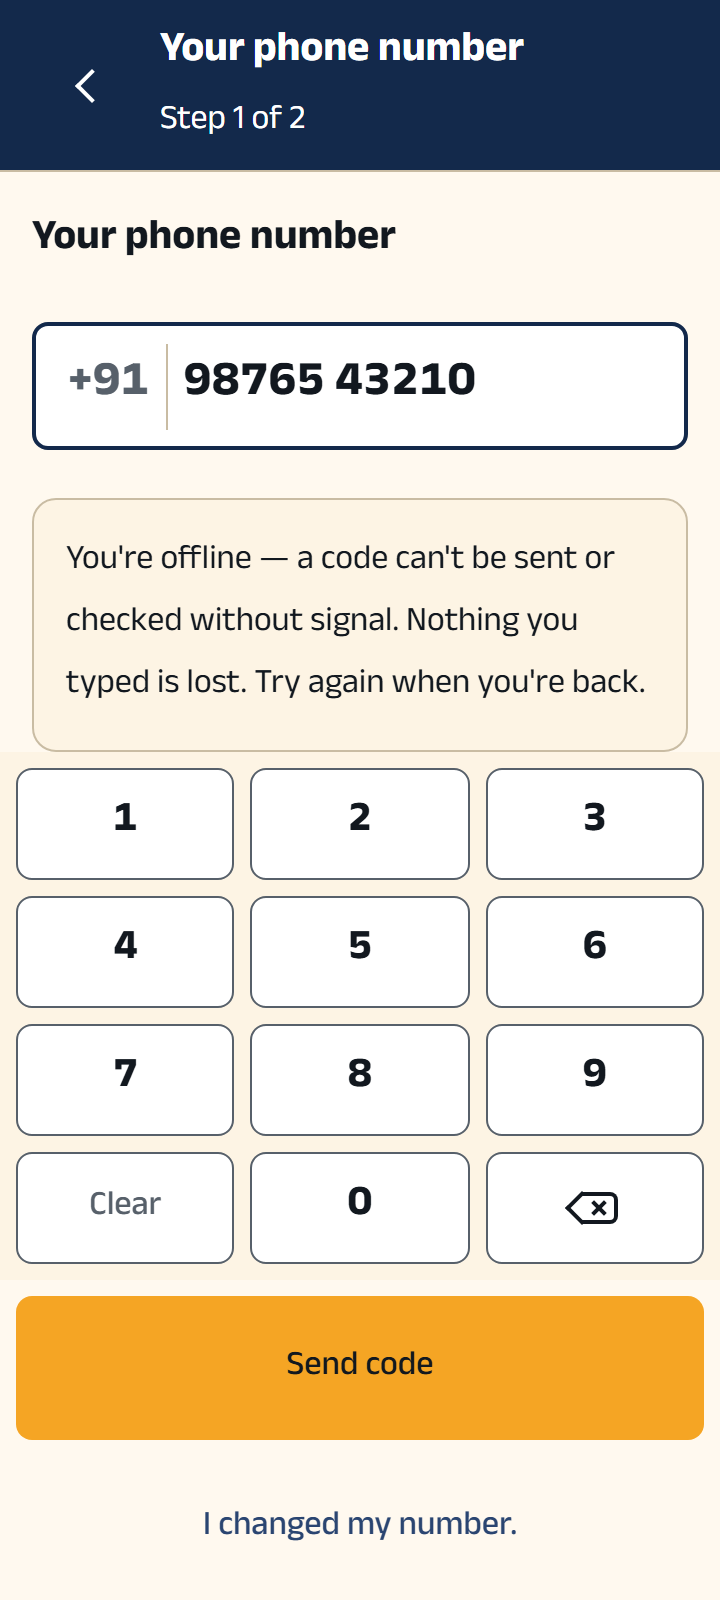 Your phone number
Step 1 of 2
Your phone number
+91 98765 43210
You're offline — a code can't be sent or
checked without signal. Nothing you
typed is lost. Try again when you're back.
1 2 3
4 5 6
7 8 9
Clear 0
Send code
I changed my number.